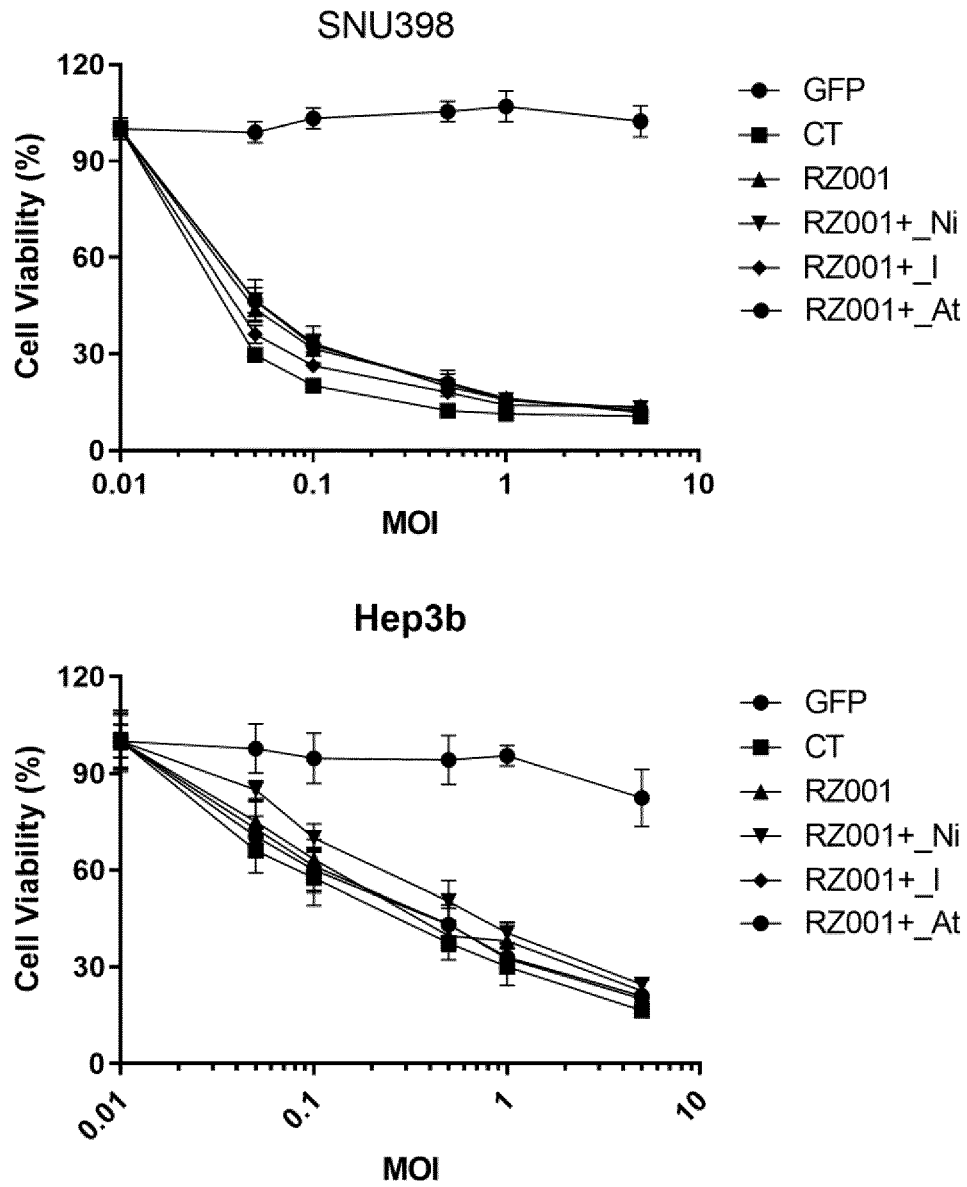 SNU398
120
90
60
30
0
Cell Viability (%)
0.01
0.1
1
10
MOI
GFP
CT
RZ001
RZ001+_Ni
RZ001+_I
RZ001+_At
Hep3b
120
90
60
30
0
Cell Viability (%)
0.01
0.1
1
10
MOI
GFP
CT
RZ001
RZ001+_Ni
RZ001+_I
RZ001+_At